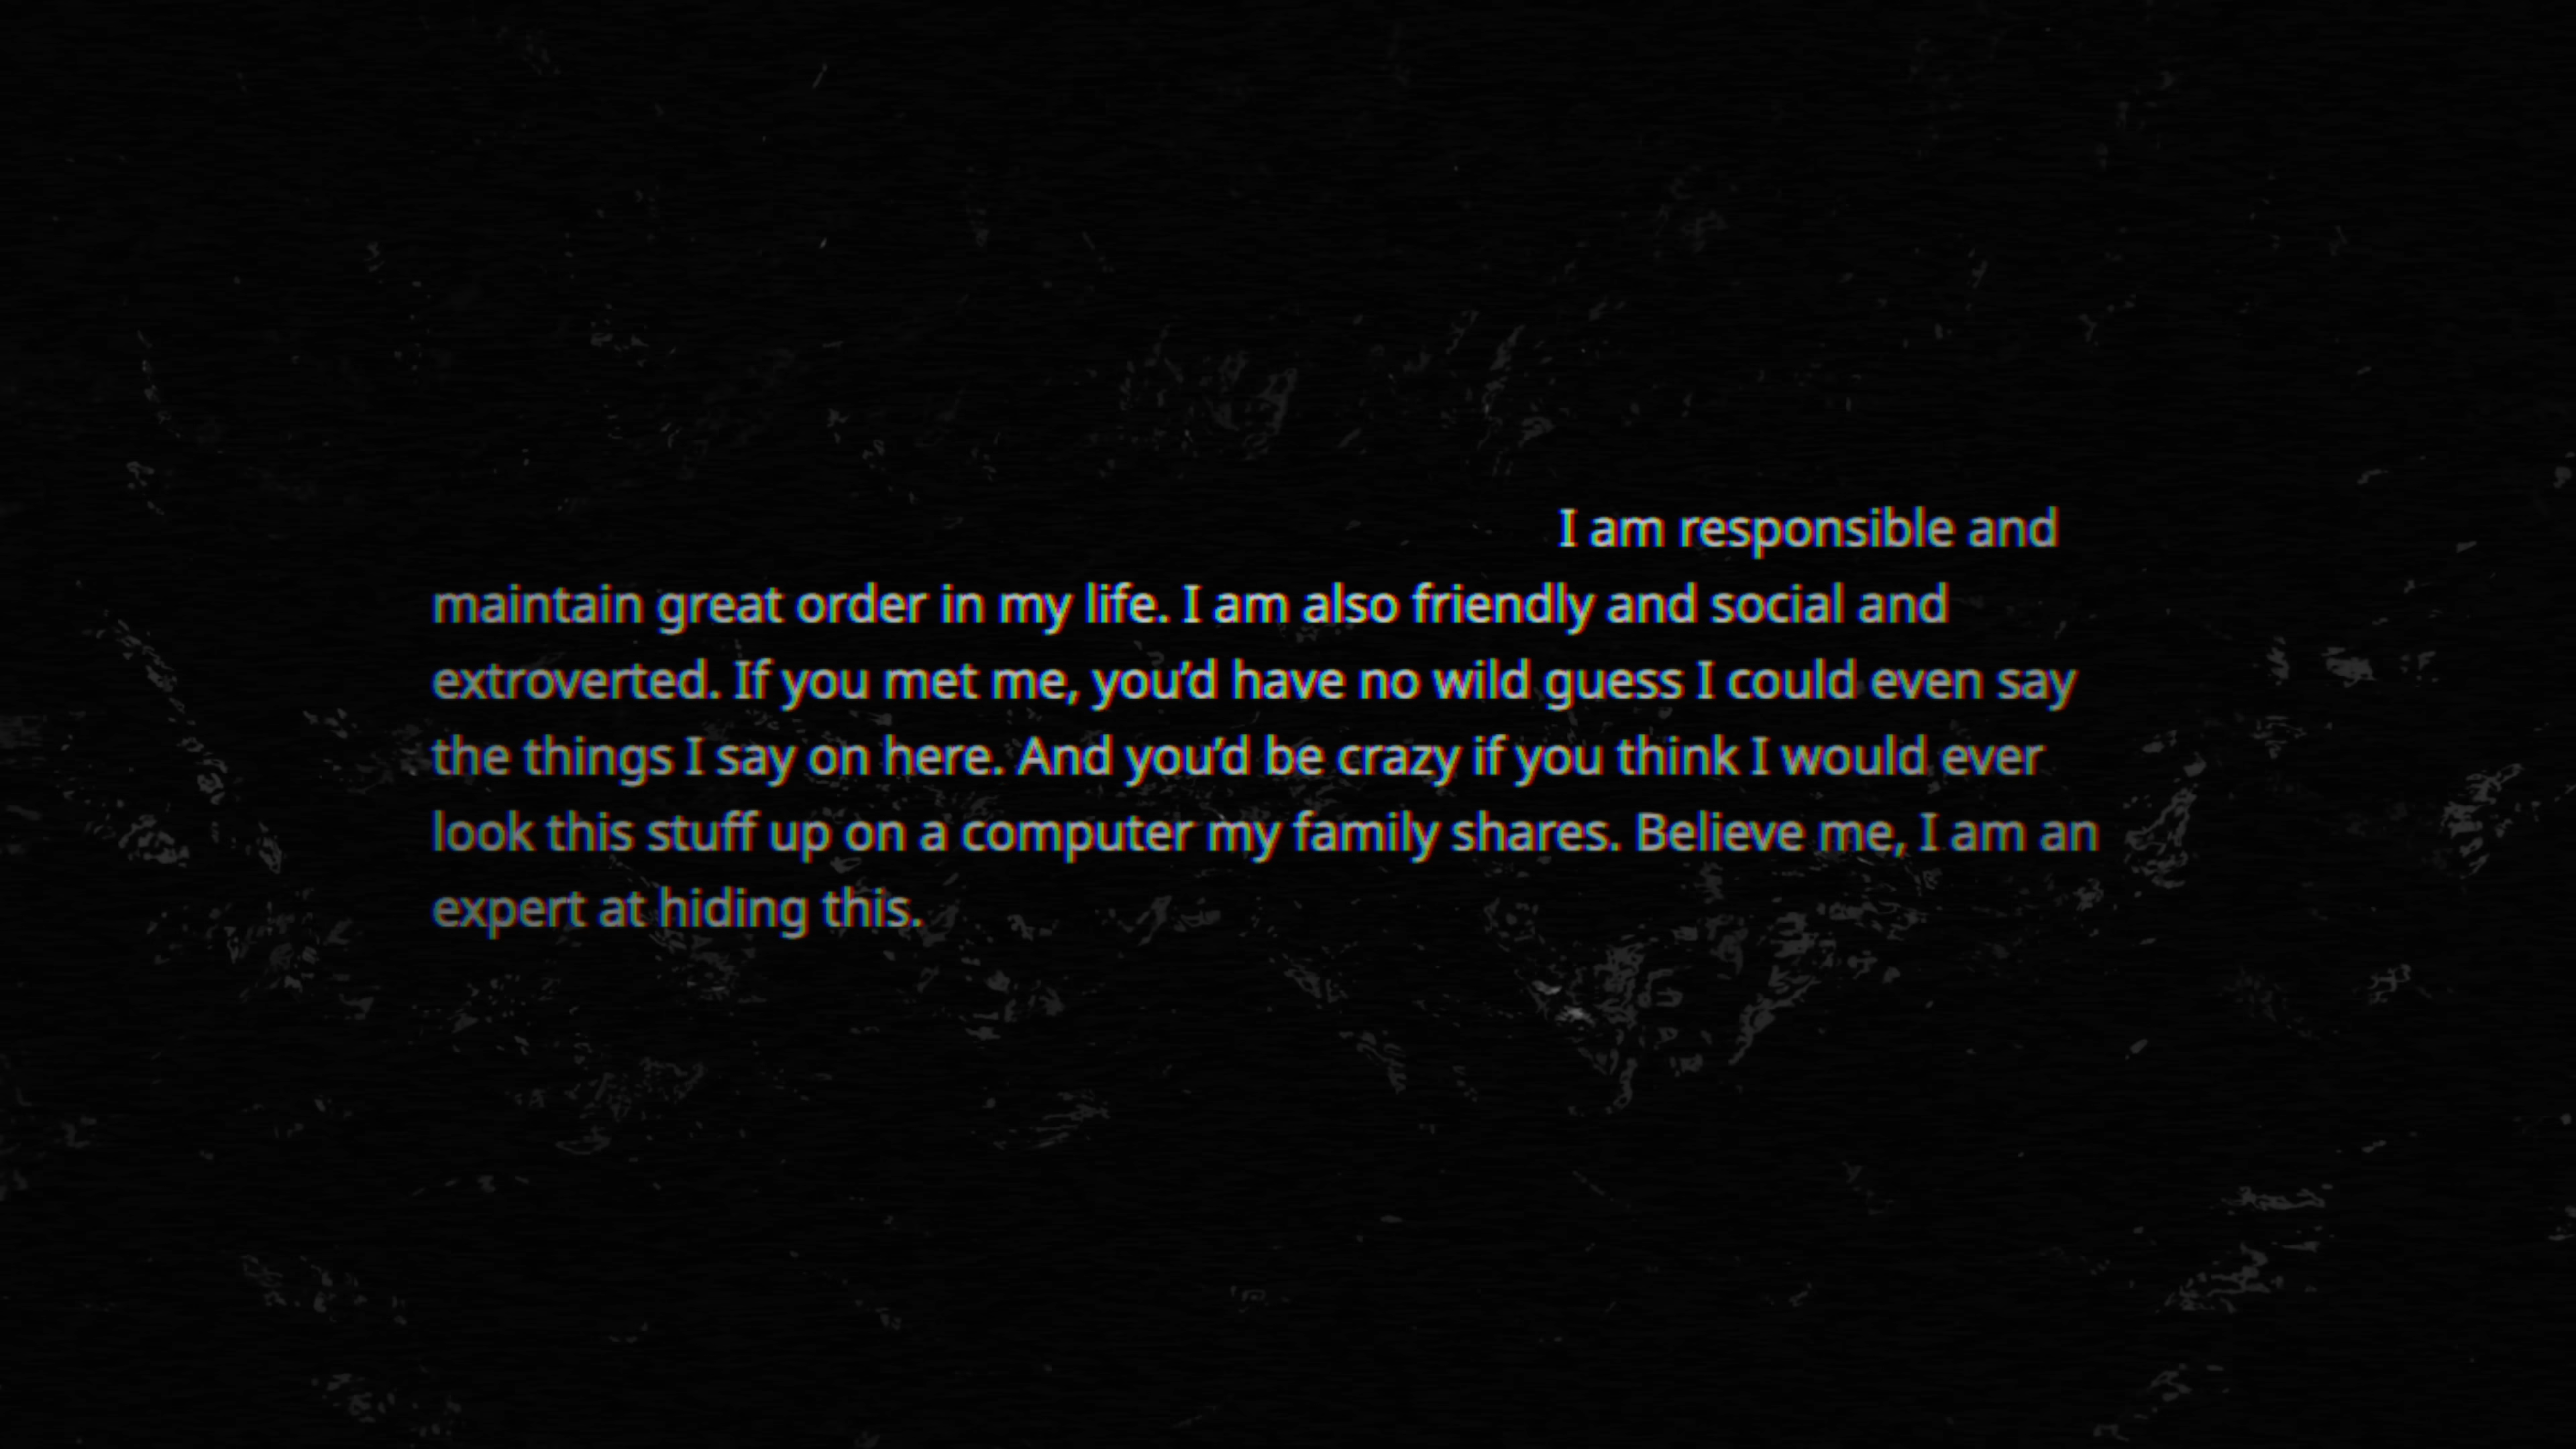 I am responsible and
maintain great order in my life. I am also friendly and social and
extroverted. If you met me, you’d have no wild guess I could even say
the things I say on here. And you’d be crazy if you think I would ever
look this stuff up on a computer my family shares. Believe me, I am an
expert at hiding this.